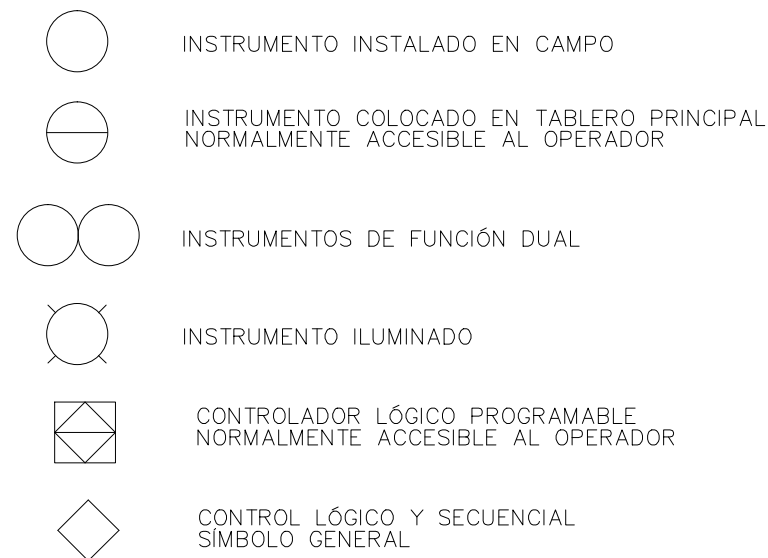 INSTRUMENTO INSTALADO EN CAMPO
INSTRUMENTO COLOCADO EN TABLERO PRINCIPAL
NORMALMENTE ACCESIBLE AL OPERADOR
INSTRUMENTOS DE FUNCIÓN DUAL
INSTRUMENTO ILUMINADO
CONTROLADOR LÓGICO PROGRAMABLE
NORMALMENTE ACCESIBLE AL OPERADOR
CONTROL LÓGICO Y SECUENCIAL
SÍMBOLO GENERAL